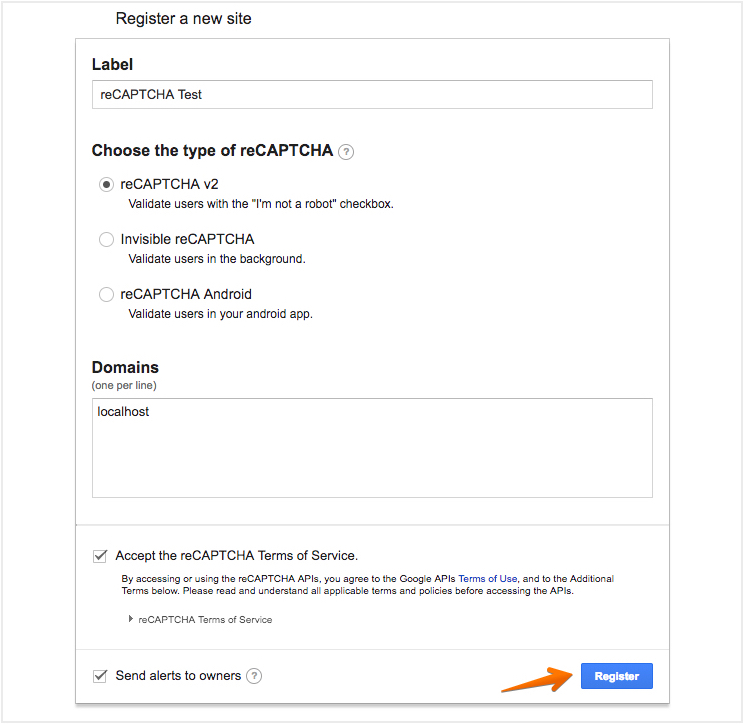 Register a new site
Label
reCAPTCHA Test
Choose the type of reCAPTCHA ?
reCAPTCHA v2
Validate users with the "I'm not a robot" checkbox.
Invisible reCAPTCHA
Validate users in the background.
reCAPTCHA Android
Validate users in your android app.
Domains
(one per line)
localhost
Accept the reCAPTCHA Terms of Service.
By accessing or using the reCAPTCHA APIs, you agree to the Google APIs Terms of Use, and to the Additional
Terms below. Please read and understand all applicable terms and policies before accessing the APIs.
reCAPTCHA Terms of Service
Send alerts to owners ?
Register